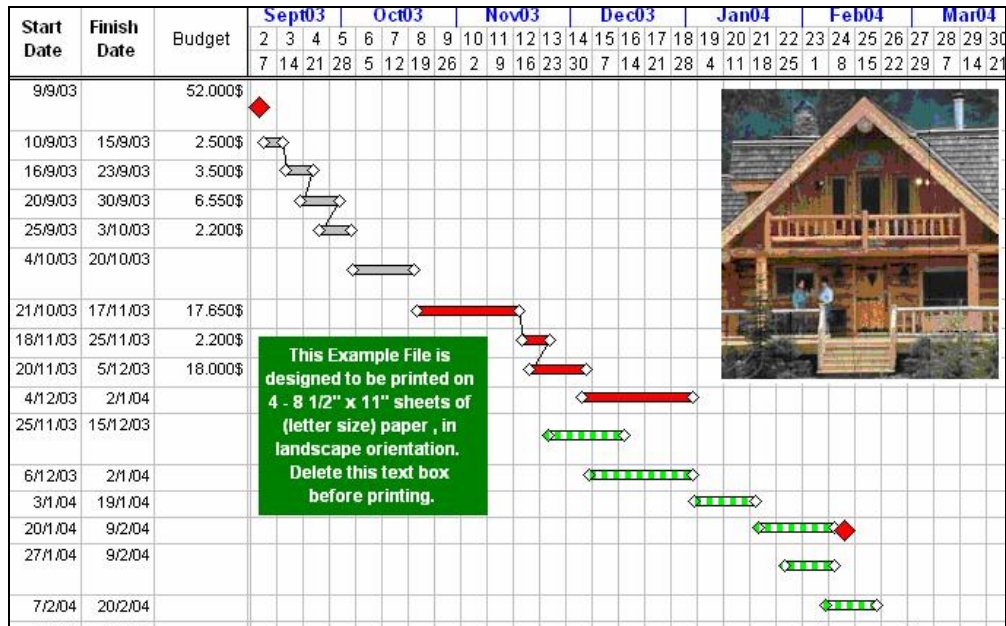 Sept03 Oct03 Nov03 Dec03 Jan04 Feb04 Mar04
Start Date Finish Date Budget
2 3 4 5 6 7 8 9 10 11 12 13 14 15 16 17 18 19 20 21 22 23 24 25 26 27 28 29 30
7 14 21 28 5 12 19 26 2 9 16 23 30 7 14 21 28 4 11 18 25 1 8 15 22 29 7 14 21
9/9/03 52.000$
10/9/03 15/9/03 2.500$
16/9/03 23/9/03 3.500$
20/9/03 30/9/03 6.550$
25/9/03 3/10/03 2.200$
4/10/03 20/10/03
21/10/03 17/11/03 17.650$
18/11/03 25/11/03 2.200$
20/11/03 5/12/03 18.000$
4/12/03 2/1/04
25/11/03 15/12/03
6/12/03 2/1/04
3/1/04 19/1/04
20/1/04 9/2/04
27/1/04 9/2/04
7/2/04 20/2/04
This Example File is
designed to be printed on
4 - 8 1/2" x 11" sheets of
(letter size) paper , in
landscape orientation.
Delete this text box
before printing.